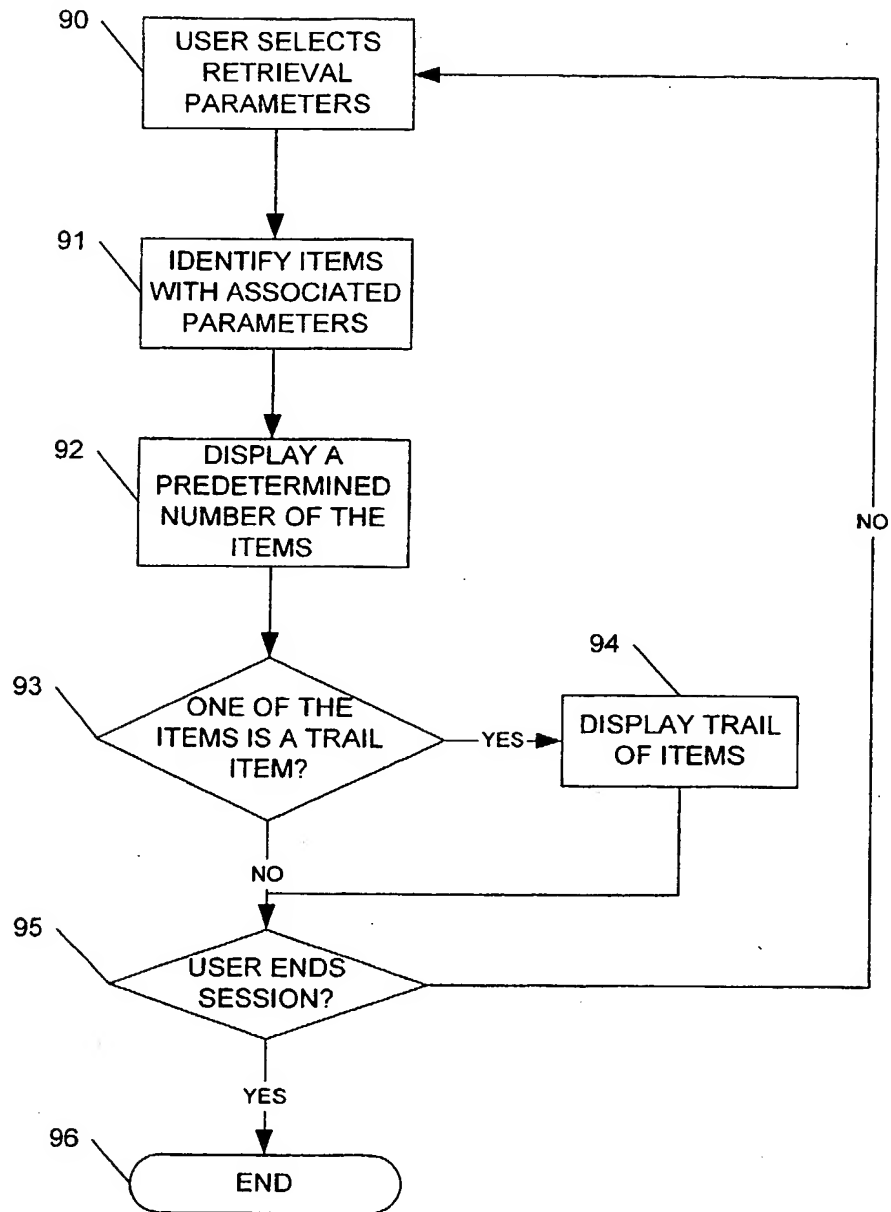 90
USER SELECTS
RETRIEVAL
PARAMETERS
91
IDENTIFY ITEMS
WITH ASSOCIATED
PARAMETERS
92
DISPLAY A
PREDETERMINED
NUMBER OF THE
ITEMS
NO
93
ONE OF THE
ITEMS IS A TRAIL
ITEM?
YES
94
DISPLAY TRAIL
OF ITEMS
NO
95
USER ENDS
SESSION?
YES
96
END